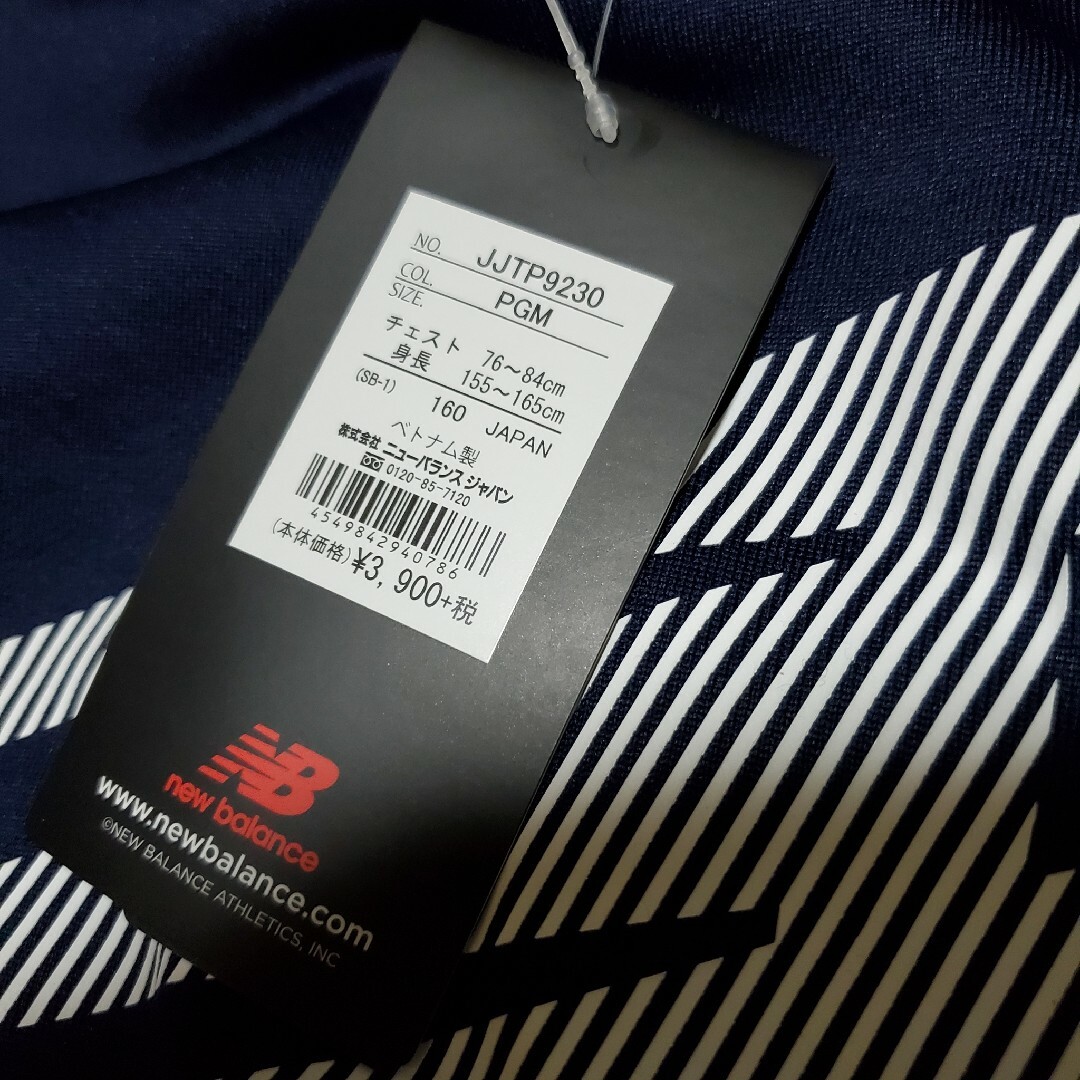 NO. JJTP9230
COL. PGM
SIZE.
チェスト 76～84cm
身長 155～165cm
(SB-1) 160 JAPAN
ベトナム製
株式会社 ニューバランス ジャパン
0120-85-7120
4549842940786
(本体価格)¥3,900+税
NB
new balance
www.newbalance.com
©NEW BALANCE ATHLETICS, INC